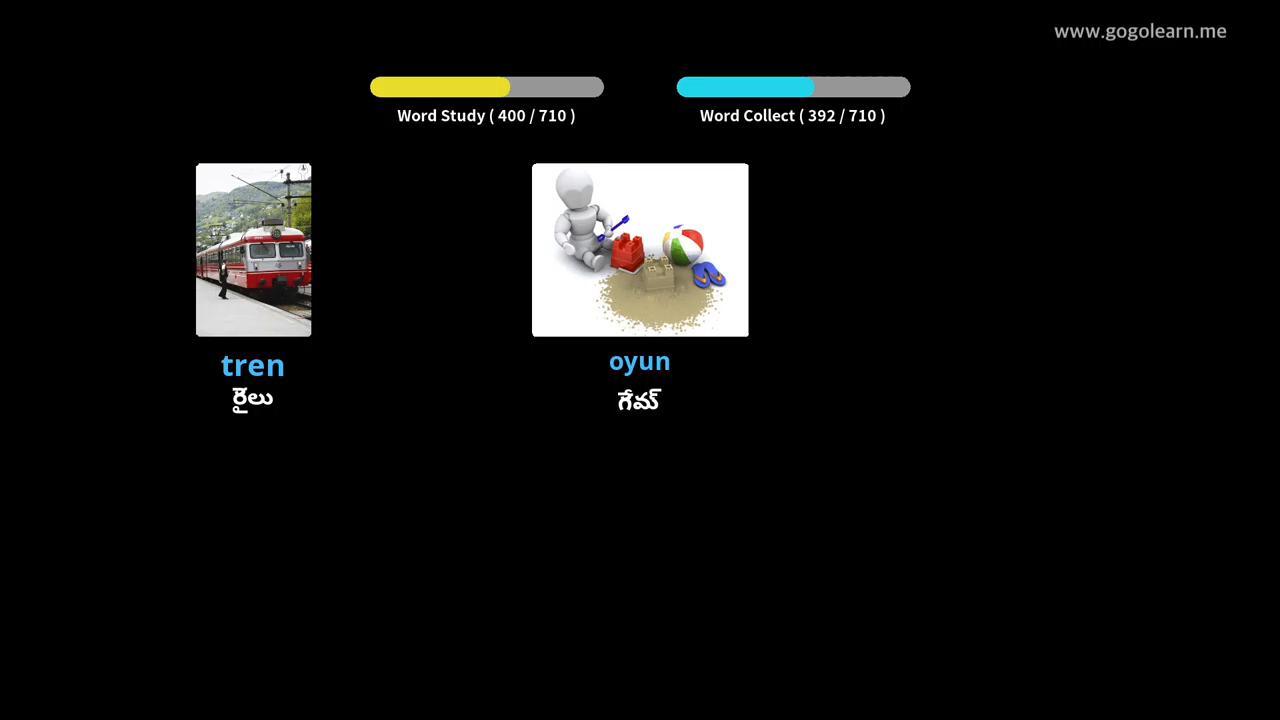 www.gogolearn.me
Word Study ( 400 / 710 )
Word Collect ( 392 / 710 )
tren
రైలు
oyun
గేమ్